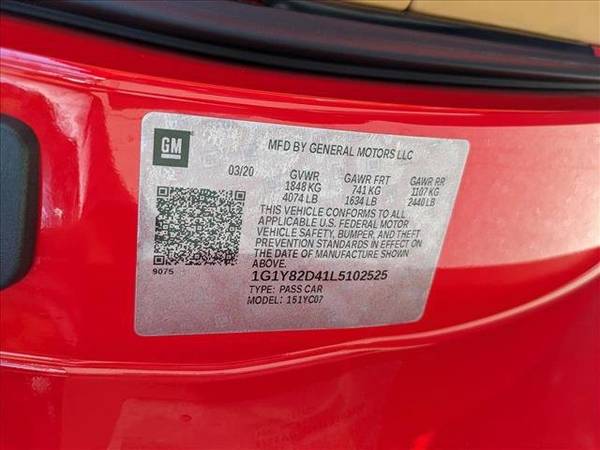 GM
MFD BY GENERAL MOTORS LLC
03/20 GVWR GAWR FRT GAWR RR
1848 KG 741 KG 1107 KG
4074 LB 1634 LB 2440 LB
THIS VEHICLE CONFORMS TO ALL
APPLICABLE U.S. FEDERAL MOTOR
VEHICLE SAFETY, BUMPER, AND THEFT
PREVENTION STANDARDS IN EFFECT ON
THE DATE OF MANUFACTURE SHOWN
ABOVE.
9075
1G1Y82D41L5102525
TYPE: PASS CAR
MODEL: 151YC07